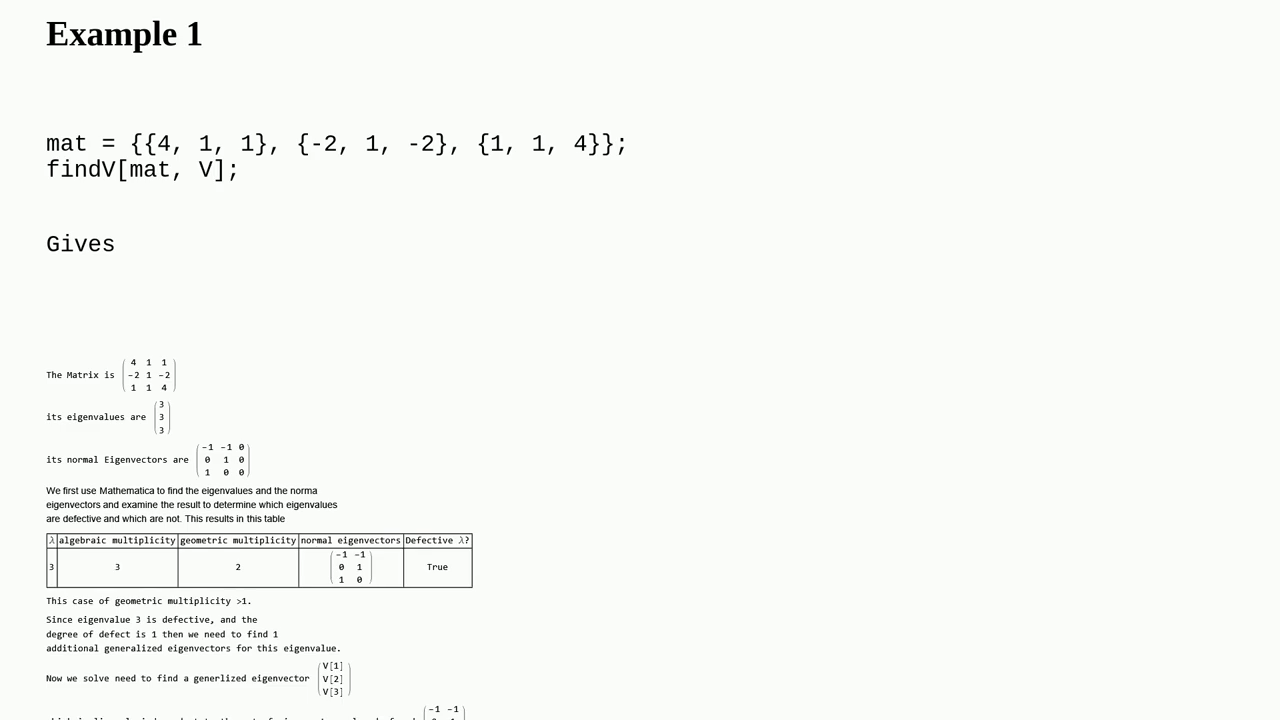 Example 1
mat = {{4, 1, 1}, {-2, 1, -2}, {1, 1, 4}};
findV[mat, V];
Gives
4 1 1
The Matrix is -2 1 -2
1 1 4
3
its eigenvalues are 3
3
-1 -1 0
its normal Eigenvectors are 0 1 0
1 0 0
We first use Mathematica to find the eigenvalues and the norma
eigenvectors and examine the result to determine which eigenvalues
are defective and which are not. This results in this table
λ algebraic multiplicity geometric multiplicity normal eigenvectors Defective λ?
-1 -1
3 3 2 0 1 True
1 0
This case of geometric multiplicity >1.
Since eigenvalue 3 is defective, and the
degree of defect is 1 then we need to find 1
additional generalized eigenvectors for this eigenvalue.
V[1]
Now we solve need to find a generlized eigenvector V[2]
V[3]
-1 -1